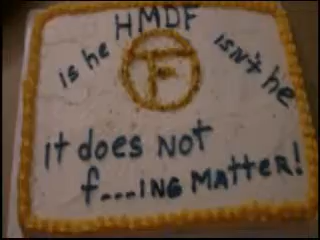 HMDF
is he
F
isn't he
it does not
f...ing matter!